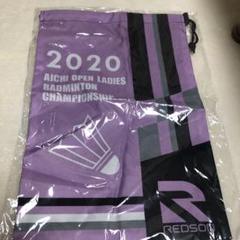 2020
AICHI OPEN LADIES
BADMINTON
CHAMPIONSHIP
R
REDSON